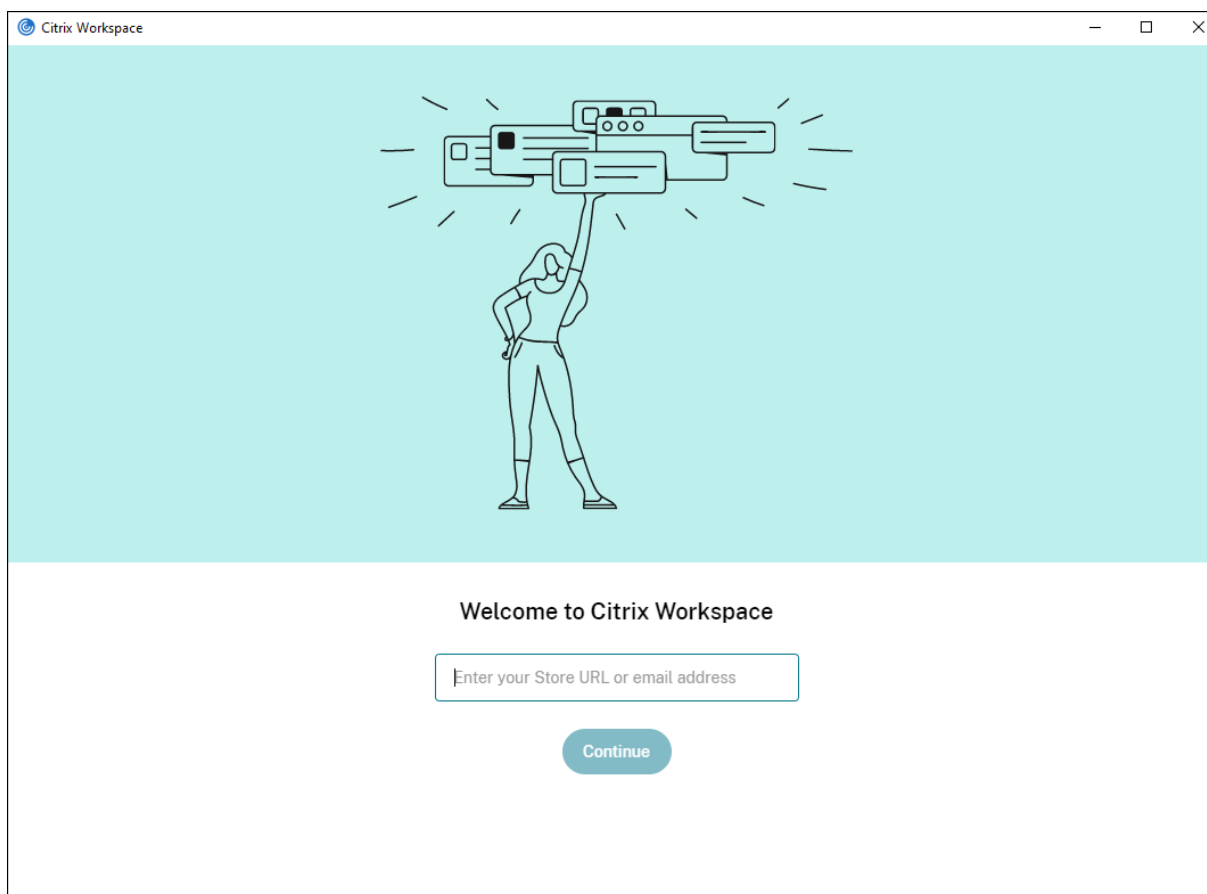 Citrix Workspace
Welcome to Citrix Workspace
Enter your Store URL or email address
Continue